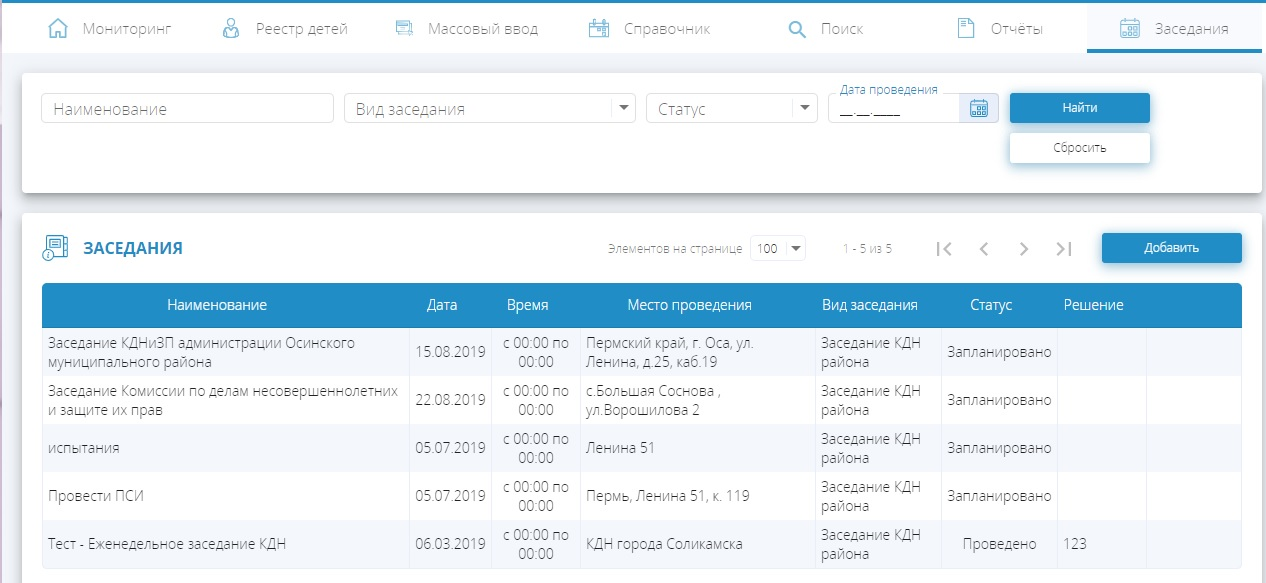 Мониторинг
Реестр детей
Массовый ввод
Справочник
Поиск
Отчёты
Заседания
Дата проведения
Наименование
Вид заседания
Статус
__.__.____
Найти
Сбросить
ЗАСЕДАНИЯ
Элементов на странице
100
1 - 5 из 5
Добавить
Наименование
Дата
Время
Место проведения
Вид заседания
Статус
Решение
Заседание КДНиЗП администрации Осинского
муниципального района
15.08.2019
с 00:00 по
00:00
Пермский край, г. Оса, ул.
Ленина, д.25, каб.19
Заседание КДН
района
Запланировано
Заседание Комиссии по делам несовершеннолетних
и защите их прав
22.08.2019
с 00:00 по
00:00
с.Большая Соснова ,
ул.Ворошилова 2
Заседание КДН
района
Запланировано
испытания
05.07.2019
с 00:00 по
00:00
Ленина 51
Заседание КДН
района
Запланировано
Провести ПСИ
05.07.2019
с 00:00 по
00:00
Пермь, Ленина 51, к. 119
Заседание КДН
района
Запланировано
Тест - Еженедельное заседание КДН
06.03.2019
с 00:00 по
00:00
КДН города Соликамска
Заседание КДН
района
Проведено
123